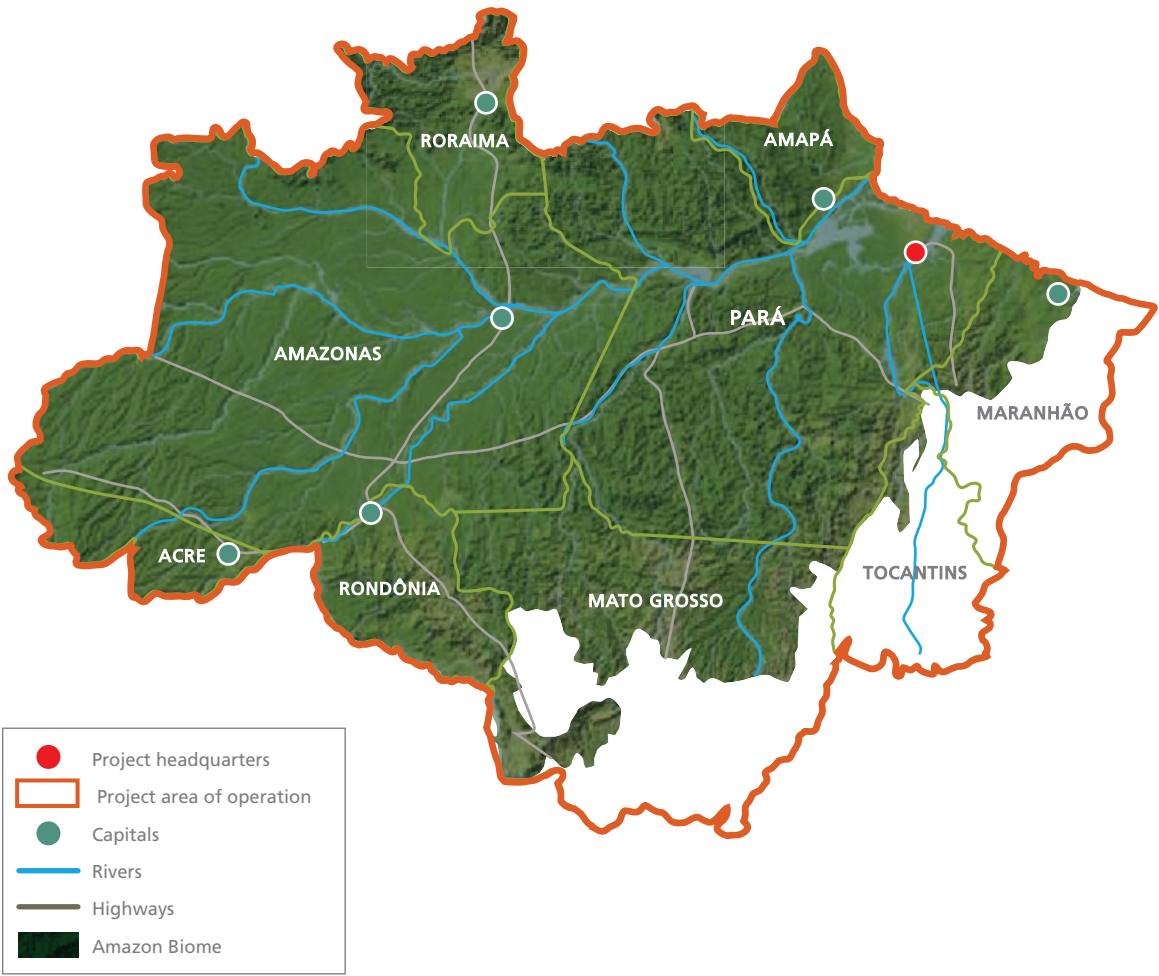 RORAIMA
AMAPÁ
PARÁ
AMAZONAS
MARANHÃO
ACRE
RONDÔNIA
MATO GROSSO
TOCANTINS
Project headquarters
Project area of operation
Capitals
Rivers
Highways
Amazon Biome